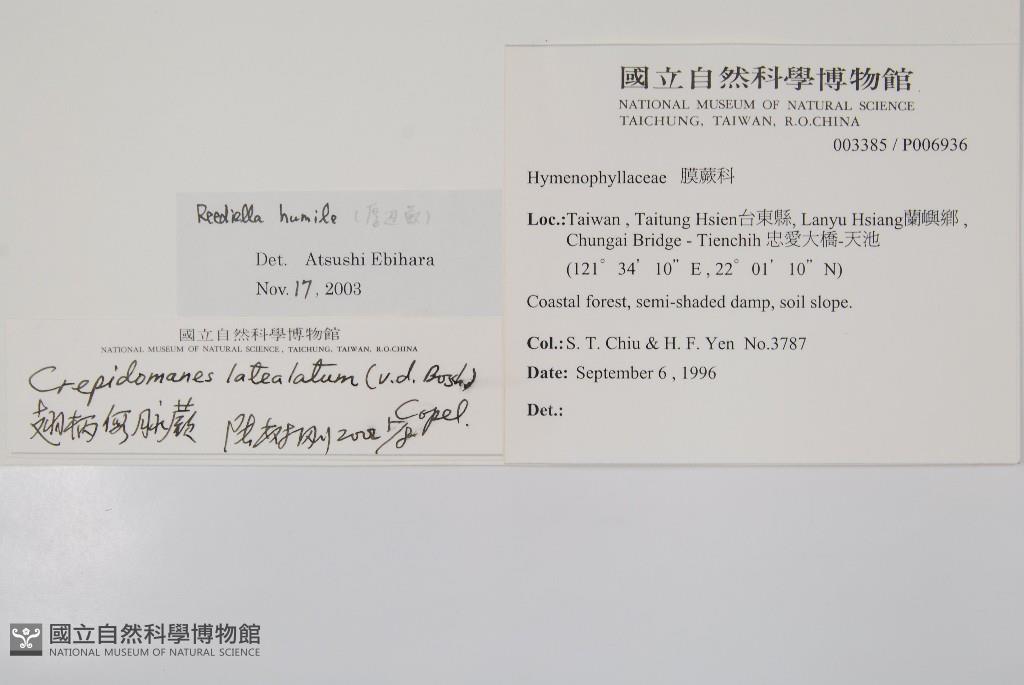 Reediella humile
Det. Atsushi Ebihara
Nov. 17, 2003
國立自然科學博物館
NATIONAL MUSEUM OF NATURAL SCIENCE, TAICHUNG, TAIWAN, R.O.CHINA
Crepidomanes latealatum (v.d. Bosch)
Copel.
翅柄假脈蕨 2002
國立自然科學博物館
NATIONAL MUSEUM OF NATURAL SCIENCE
TAICHUNG, TAIWAN, R.O.CHINA
003385 / P006936
Hymenophyllaceae 膜蕨科
Loc.:Taiwan , Taitung Hsien台東縣, Lanyu Hsiang蘭嶼鄉 ,
Chungai Bridge - Tienchih 忠愛大橋-天池
(121° 34' 10" E , 22° 01' 10" N)
Coastal forest, semi-shaded damp, soil slope.
Col.: S. T. Chiu & H. F. Yen No.3787
Date: September 6 , 1996
Det.:
國立自然科學博物館
NATIONAL MUSEUM OF NATURAL SCIENCE